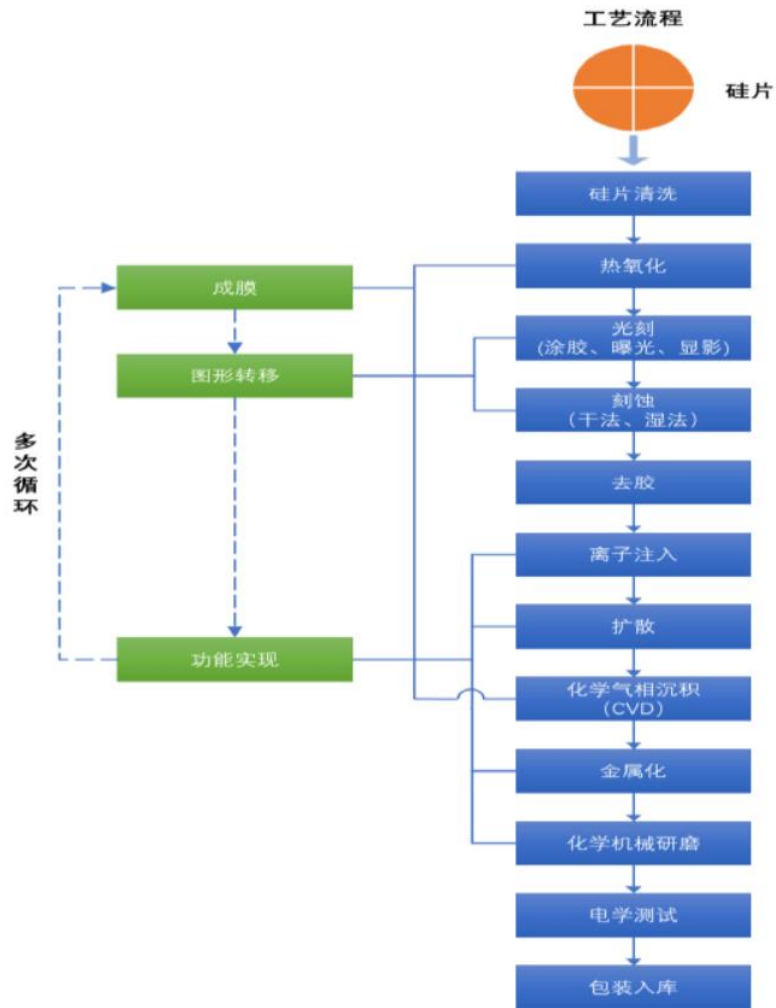 工艺流程
硅片
硅片清洗
热氧化
成膜
光刻
(涂胶、曝光、显影)
图形转移
刻蚀
（干法、湿法）
多次循环
去胶
离子注入
扩散
功能实现
化学气相沉积
（CVD）
金属化
化学机械研磨
电学测试
包装入库